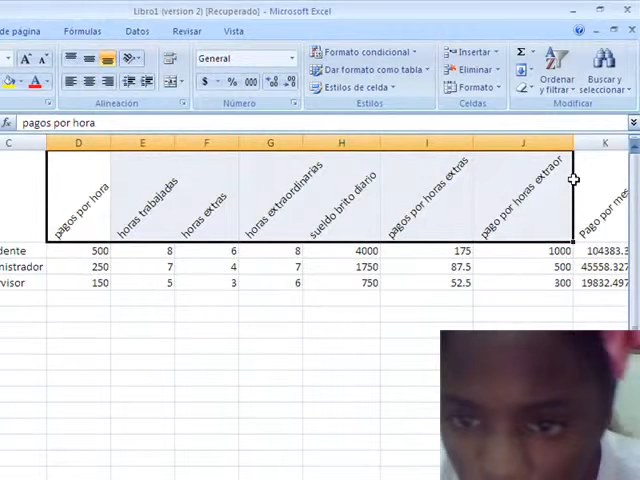 Libro1 (version 2) [Recuperado] - Microsoft Excel
de página Fórmulas Datos Revisar Vista
General
Formato condicional
Dar formato como tabla
Estilos de celda
Insertar
Eliminar
Formato
Ordenar y filtrar
Buscar y seleccionar
$ % 000
Alineación Número Estilos Celdas Modificar
fx pagos por hora
C D E F G H I J K
pagos por hora horas trabajadas horas extras horas extraordinarias sueldo brito diario pagos por horas extras pago por horas extraor Pago por mes
dente 500 8 6 8 4000 175 1000 104383.3
nistrador 250 7 4 7 1750 87.5 500 45558.327
rvisor 150 5 3 6 750 52.5 300 19832.497